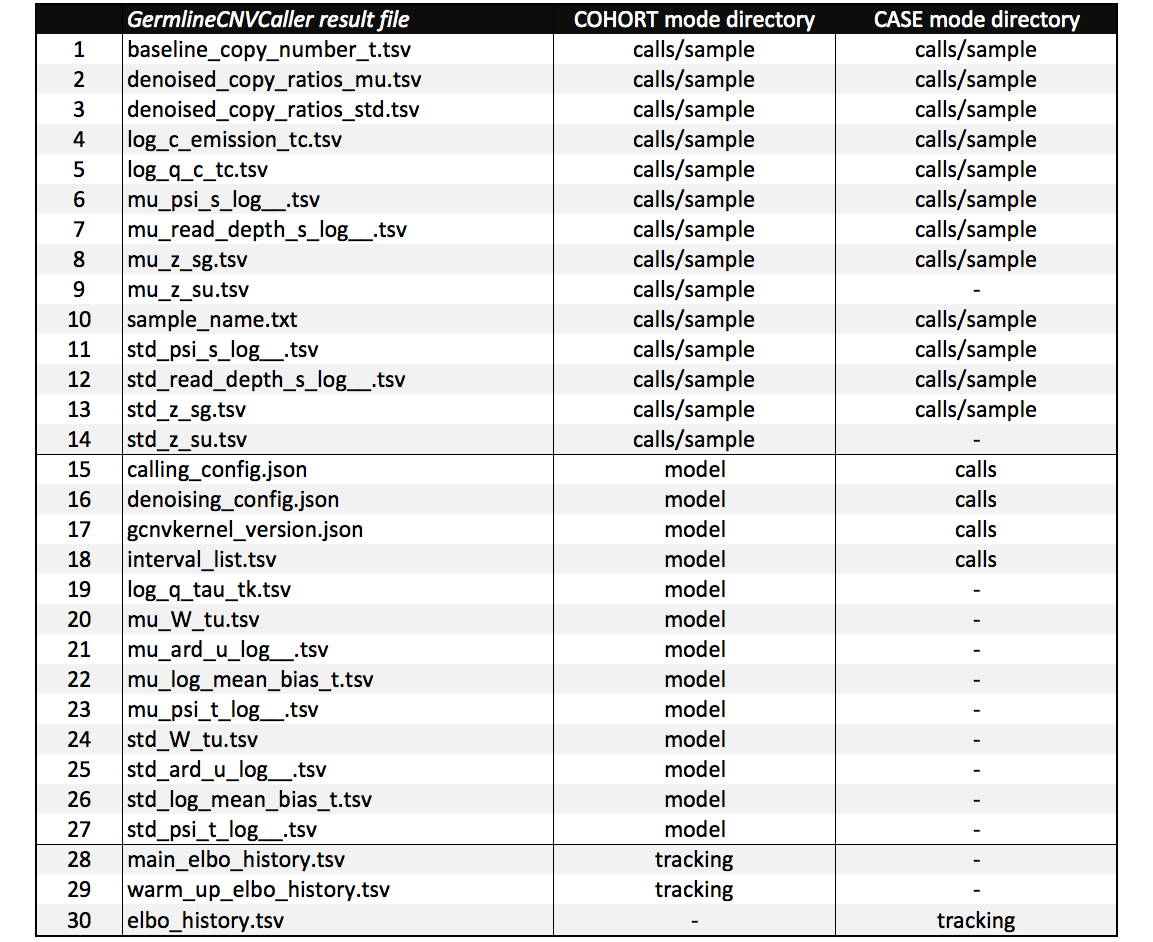 GermlineCNVCaller result file COHORT mode directory CASE mode directory
1 baseline_copy_number_t.tsv calls/sample calls/sample
2 denoised_copy_ratios_mu.tsv calls/sample calls/sample
3 denoised_copy_ratios_std.tsv calls/sample calls/sample
4 log_c_emission_tc.tsv calls/sample calls/sample
5 log_q_c_tc.tsv calls/sample calls/sample
6 mu_psi_s_log__.tsv calls/sample calls/sample
7 mu_read_depth_s_log__.tsv calls/sample calls/sample
8 mu_z_sg.tsv calls/sample calls/sample
9 mu_z_su.tsv calls/sample -
10 sample_name.txt calls/sample calls/sample
11 std_psi_s_log__.tsv calls/sample calls/sample
12 std_read_depth_s_log__.tsv calls/sample calls/sample
13 std_z_sg.tsv calls/sample calls/sample
14 std_z_su.tsv calls/sample -
15 calling_config.json model calls
16 denoising_config.json model calls
17 gcnvkernel_version.json model calls
18 interval_list.tsv model calls
19 log_q_tau_tk.tsv model -
20 mu_W_tu.tsv model -
21 mu_ard_u_log__.tsv model -
22 mu_log_mean_bias_t.tsv model -
23 mu_psi_t_log__.tsv model -
24 std_W_tu.tsv model -
25 std_ard_u_log__.tsv model -
26 std_log_mean_bias_t.tsv model -
27 std_psi_t_log__.tsv model -
28 main_elbo_history.tsv tracking -
29 warm_up_elbo_history.tsv tracking -
30 elbo_history.tsv - tracking